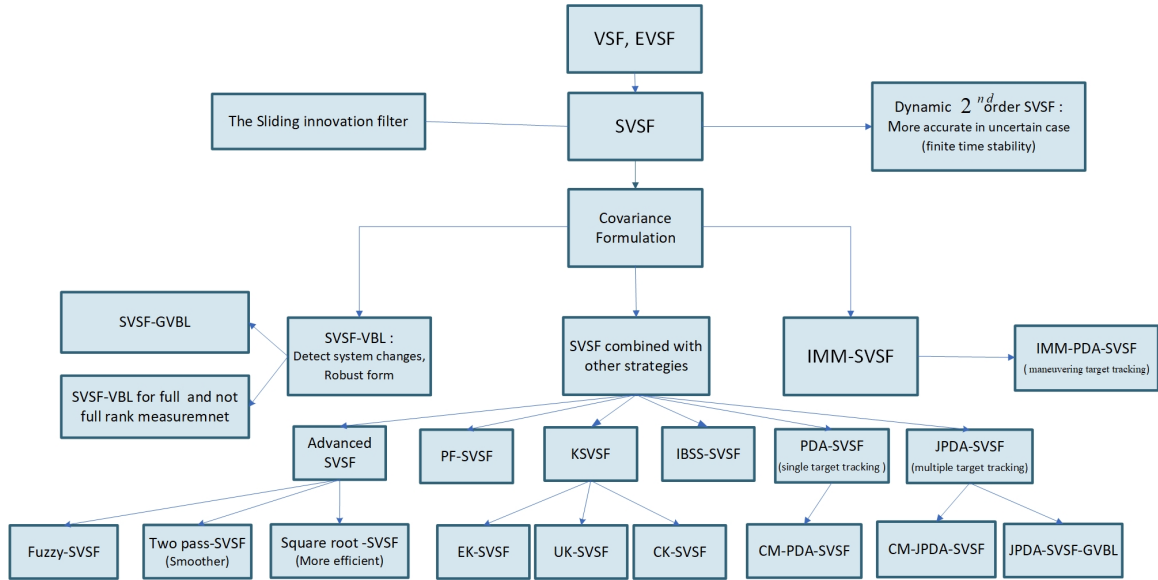 VSF, EVSF
The Sliding innovation filter
SVSF
Dynamic 2 nd order SVSF :
More accurate in uncertain case
(finite time stability)
Covariance
Formulation
SVSF-GVBL
SVSF-VBL for full and not
full rank measuremnet
SVSF-VBL :
Detect system changes,
Robust form
SVSF combined with
other strategies
IMM-SVSF
IMM-PDA-SVSF
( maneuvering target tracking)
Advanced
SVSF
PF-SVSF
KSVSF
IBSS-SVSF
PDA-SVSF
(single target tracking )
JPDA-SVSF
(multiple target tracking)
Fuzzy-SVSF
Two pass-SVSF
(Smoother)
Square root -SVSF
(More efficient)
EK-SVSF
UK-SVSF
CK-SVSF
CM-PDA-SVSF
CM-JPDA-SVSF
JPDA-SVSF-GVBL